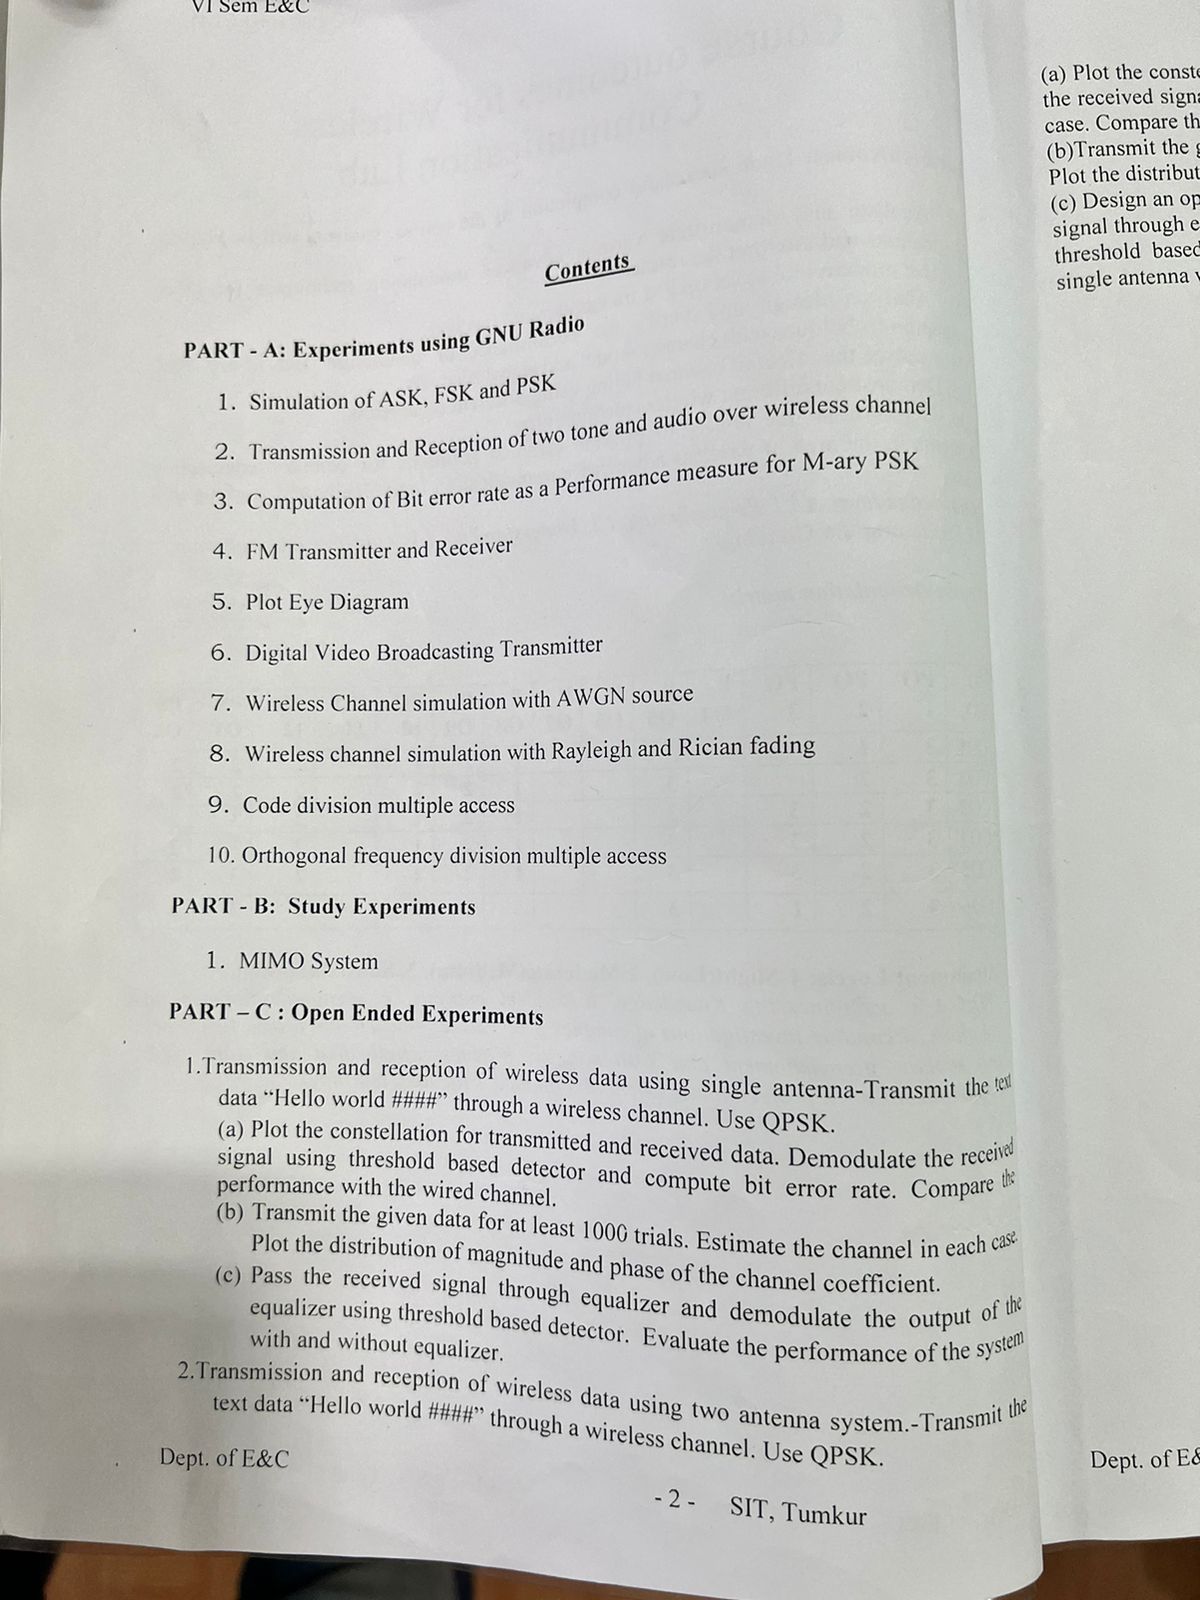 VI Sem E&C
Contents
PART - A: Experiments using GNU Radio
1. Simulation of ASK, FSK and PSK
2. Transmission and Reception of two tone and audio over wireless channel
3. Computation of Bit error rate as a Performance measure for M-ary PSK
4. FM Transmitter and Receiver
5. Plot Eye Diagram
6. Digital Video Broadcasting Transmitter
7. Wireless Channel simulation with AWGN source
8. Wireless channel simulation with Rayleigh and Rician fading
9. Code division multiple access
10. Orthogonal frequency division multiple access
PART - B: Study Experiments
1. MIMO System
PART – C : Open Ended Experiments
1.Transmission and reception of wireless data using single antenna-Transmit the text
data “Hello world ####” through a wireless channel. Use QPSK.
(a) Plot the constellation for transmitted and received data. Demodulate the received
signal using threshold based detector and compute bit error rate. Compare the
performance with the wired channel.
(b) Transmit the given data for at least 1000 trials. Estimate the channel in each case.
Plot the distribution of magnitude and phase of the channel coefficient.
(c) Pass the received signal through equalizer and demodulate the output of the
equalizer using threshold based detector. Evaluate the performance of the system
with and without equalizer.
2.Transmission and reception of wireless data using two antenna system.-Transmit the
text data “Hello world ####” through a wireless channel. Use QPSK.
Dept. of E&C
- 2 - SIT, Tumkur
(a) Plot the
the received
case. Compare
(b)Transmit the
Plot the
(c) Design an
signal through
threshold based
single antenna
Dept. of